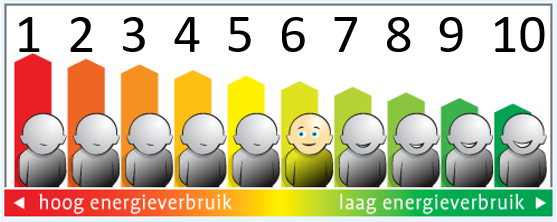 1 2 3 4 5 6 7 8 9 10
◄ hoog energieverbruik laag energieverbruik ►